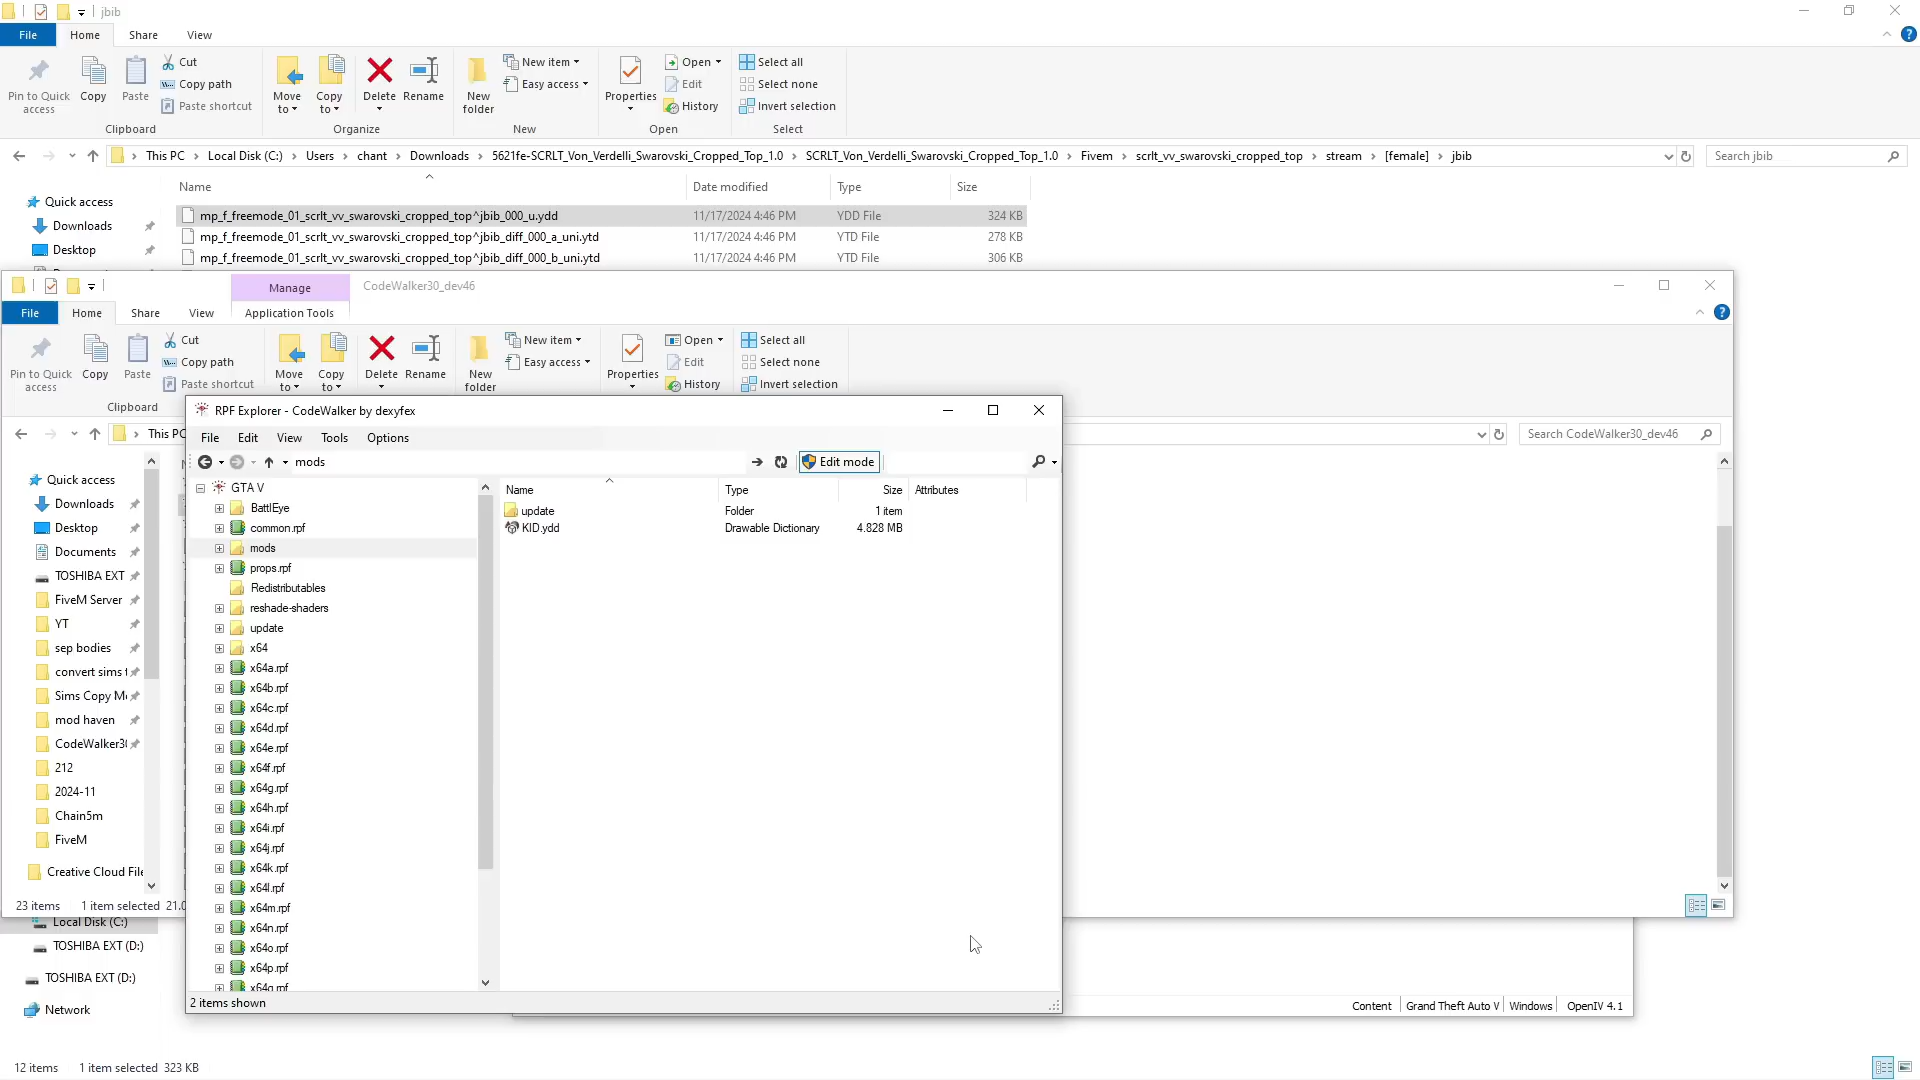 jbib
File Home Share View
Pin to Quick access
Copy
Paste
Cut
Copy path
Paste shortcut
Clipboard
Move to
Copy to
Delete
Rename
Organize
New folder
New item
Easy access
New
Properties
Open
Edit
History
Open
Select all
Select none
Invert selection
Select
This PC > Local Disk (C:) > Users > chant > Downloads > 5621fe-SCRLT_Von_Verdelli_Swarovski_Cropped_Top_1.0 > SCRLT_Von_Verdelli_Swarovski_Cropped_Top_1.0 > Fivem > scrlt_vv_swarovski_cropped_top > stream > [female] > jbib
Search jbib
Name Date modified Type Size
Quick access
Downloads
Desktop
mp_f_freemode_01_scrlt_vv_swarovski_cropped_top^jbib_000_u.ydd 11/17/2024 4:46 PM YDD File 324 KB
mp_f_freemode_01_scrlt_vv_swarovski_cropped_top^jbib_diff_000_a_uni.ytd 11/17/2024 4:46 PM YTD File 278 KB
mp_f_freemode_01_scrlt_vv_swarovski_cropped_top^jbib_diff_000_b_uni.ytd 11/17/2024 4:46 PM YTD File 306 KB
Manage CodeWalker30_dev46
File Home Share View Application Tools
Pin to Quick access
Copy
Paste
Cut
Copy path
Paste shortcut
Clipboard
Move to
Copy to
Delete
Rename
New folder
New item
Easy access
Properties
Open
Edit
History
Select all
Select none
Invert selection
This PC
Search CodeWalker30_dev46
Quick access
Downloads
Desktop
Documents
TOSHIBA EXT
FiveM Server
YT
sep bodies
convert sims
Sims Copy
mod haven
CodeWalker3
212
2024-11
Chain5m
FiveM
Creative Cloud File
23 items 1 item selected 21.0
RPF Explorer - CodeWalker by dexyfex
File Edit View Tools Options
mods
Edit mode
GTA V
BattlEye
common.rpf
mods
props.rpf
Redistributables
reshade-shaders
update
x64
x64a.rpf
x64b.rpf
x64c.rpf
x64d.rpf
x64e.rpf
x64f.rpf
x64g.rpf
x64h.rpf
x64i.rpf
x64j.rpf
x64k.rpf
x64l.rpf
x64m.rpf
x64n.rpf
x64o.rpf
x64p.rpf
x64q.rpf
Name Type Size Attributes
update Folder 1 item
KID.ydd Drawable Dictionary 4.828 MB
2 items shown
Local Disk (C:)
TOSHIBA EXT (D:)
TOSHIBA EXT (D:)
Network
Content Grand Theft Auto V Windows OpenIV 4.1
12 items 1 item selected 323 KB